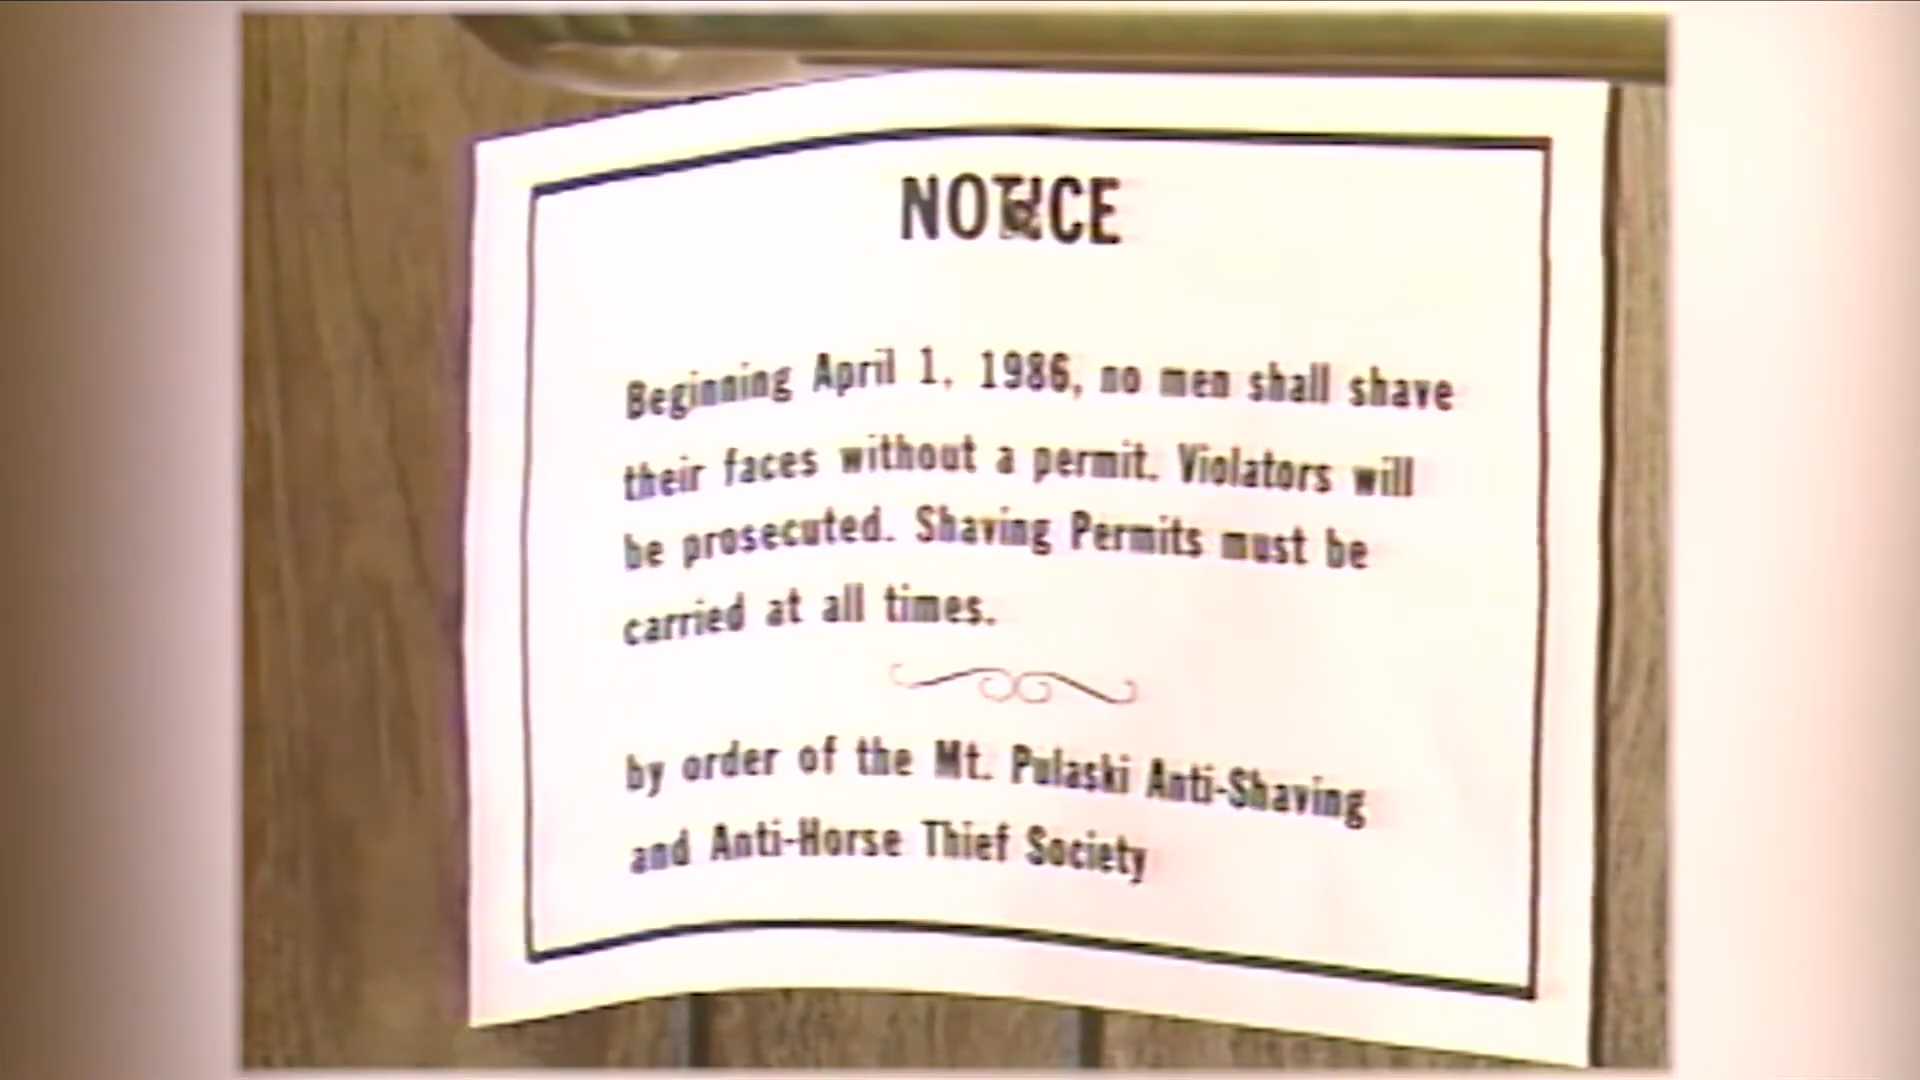 NOTICE
Beginning April 1, 1986, no men shall shave
their faces without a permit. Violators will
be prosecuted. Shaving Permits must be
carried at all times.
by order of the Mt. Pulaski Anti-Shaving
and Anti-Horse Thief Society